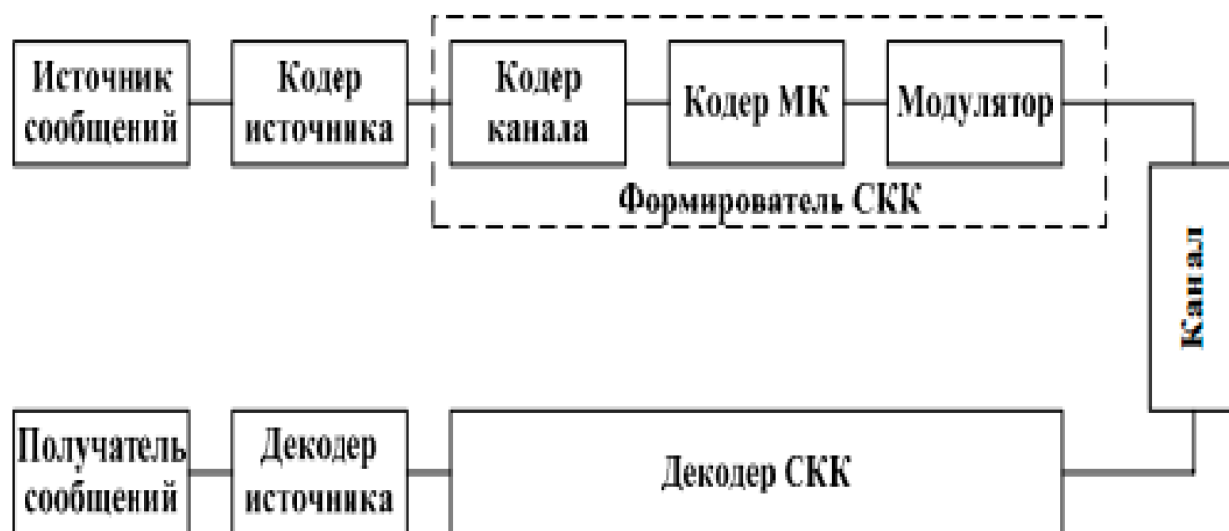 Источник
сообщений
Кодер
источника
Кодер
канала
Кодер МК
Модулятор
Формирователь СКК
Канал
Получатель
сообщений
Декодер
источника
Декодер СКК